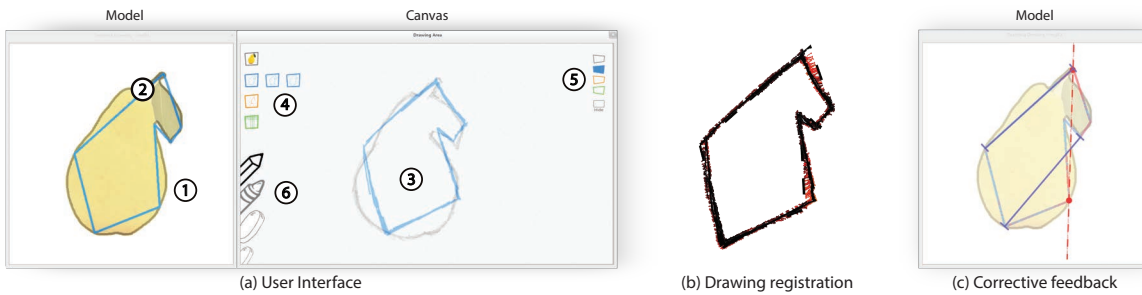 Model
Canvas
Model
Drawing Area
②
①
③
④
⑤
⑥
(a) User Interface
(b) Drawing registration
(c) Corrective feedback